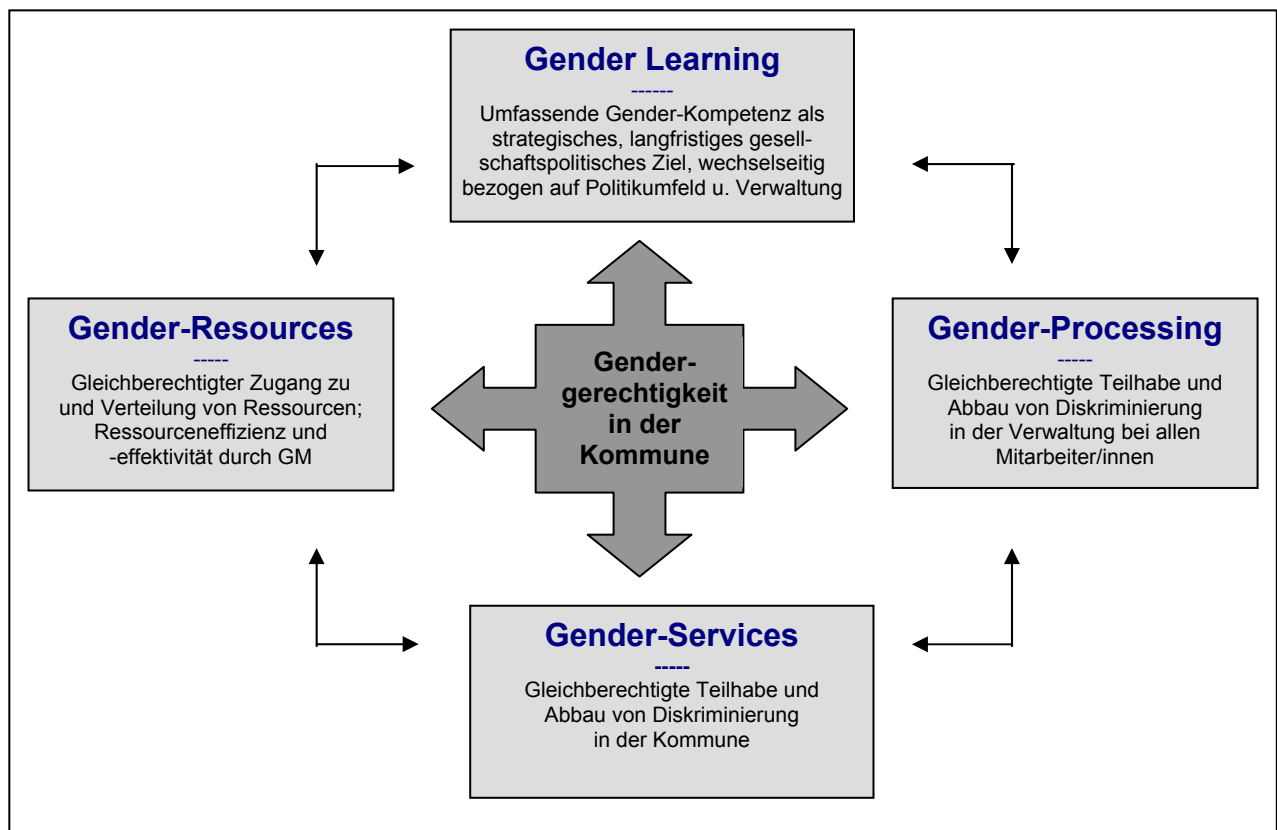 Gender Learning
------
Umfassende Gender-Kompetenz als
strategisches, langfristiges gesell-
schaftspolitisches Ziel, wechselseitig
bezogen auf Politikumfeld u. Verwaltung
Gender-Resources
-----
Gleichberechtigter Zugang zu
und Verteilung von Ressourcen;
Ressourceneffizienz und
-effektivität durch GM
Gender-
gerechtigkeit
in der
Kommune
Gender-Processing
-----
Gleichberechtigte Teilhabe und
Abbau von Diskriminierung
in der Verwaltung bei allen
Mitarbeiter/innen
Gender-Services
-----
Gleichberechtigte Teilhabe und
Abbau von Diskriminierung
in der Kommune